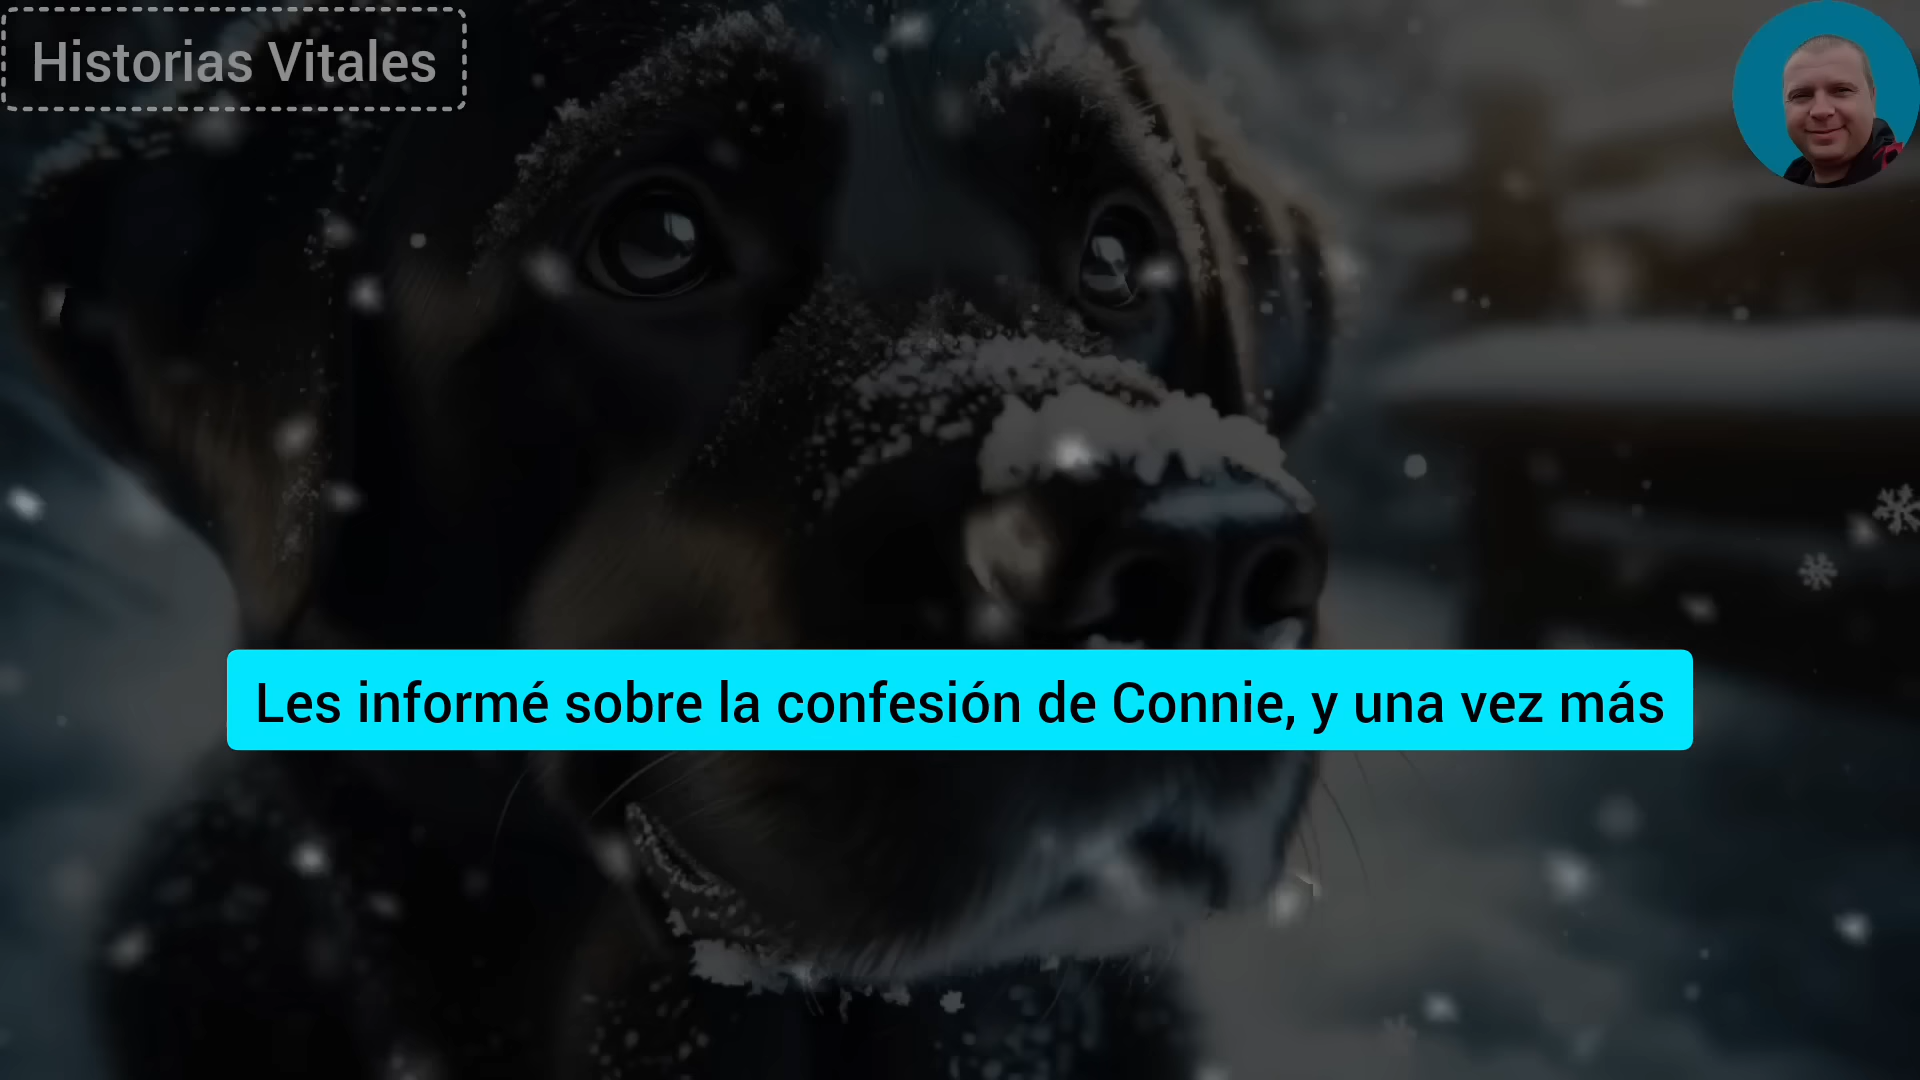 Historias Vitales
Les informé sobre la confesión de Connie, y una vez más